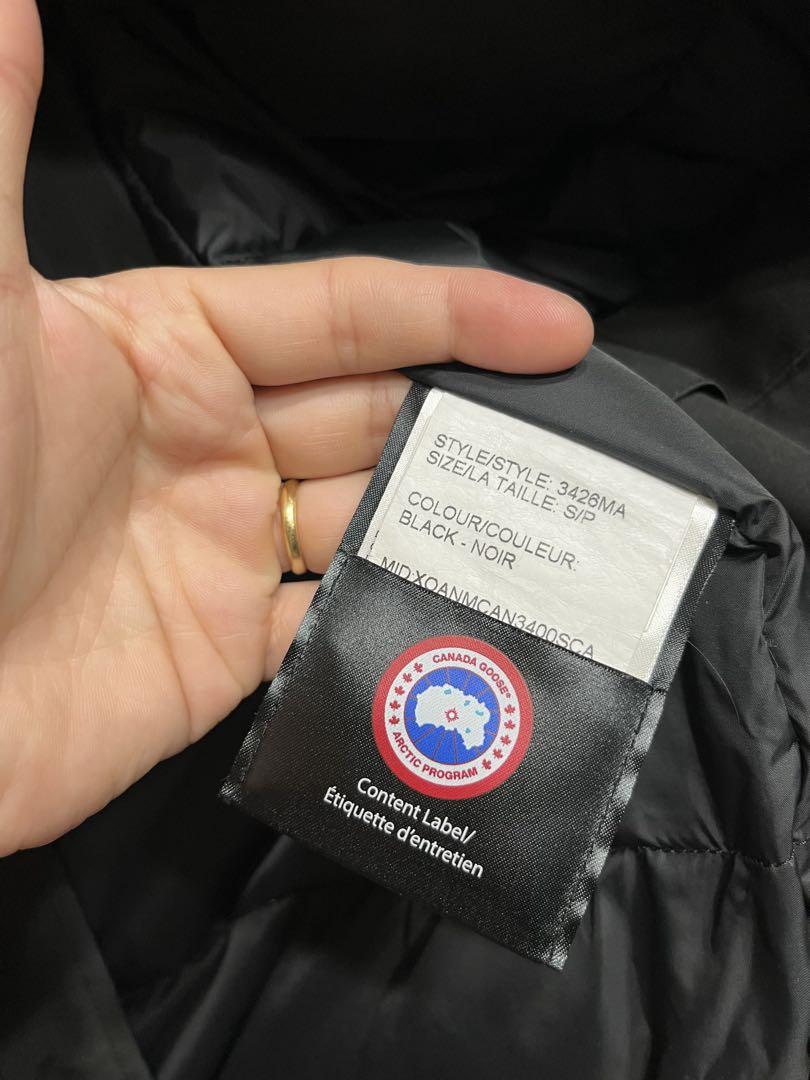 STYLE/STYLE: 3426MA
SIZE/LA TAILLE: S/P
COLOUR/COULEUR:
BLACK - NOIR
MID:XOANMCAN3400SCA
CANADA GOOSE®
ARCTIC PROGRAM
Content Label/
Étiquette d'entretien